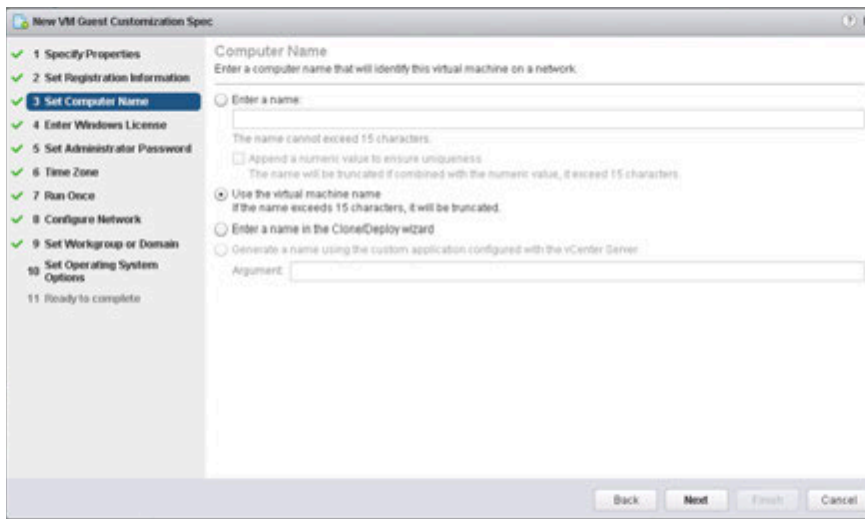 New VM Guest Customization Spec
1 Specify Properties
2 Set Registration Information
3 Set Computer Name
4 Enter Windows License
5 Set Administrator Password
6 Time Zone
7 Run Once
8 Configure Network
9 Set Workgroup or Domain
10 Set Operating System Options
11 Ready to complete
Computer Name
Enter a computer name that will identify this virtual machine on a network.
Enter a name:
The name cannot exceed 15 characters.
Append a numeric value to ensure uniqueness
The name will be truncated if combined with the numeric value, it exceed 15 characters.
Use the virtual machine name
If the name exceeds 15 characters, it will be truncated.
Enter a name in the Clone/Deploy wizard
Generate a name using the custom application configured with the vCenter Server
Argument:
Back Next Finish Cancel